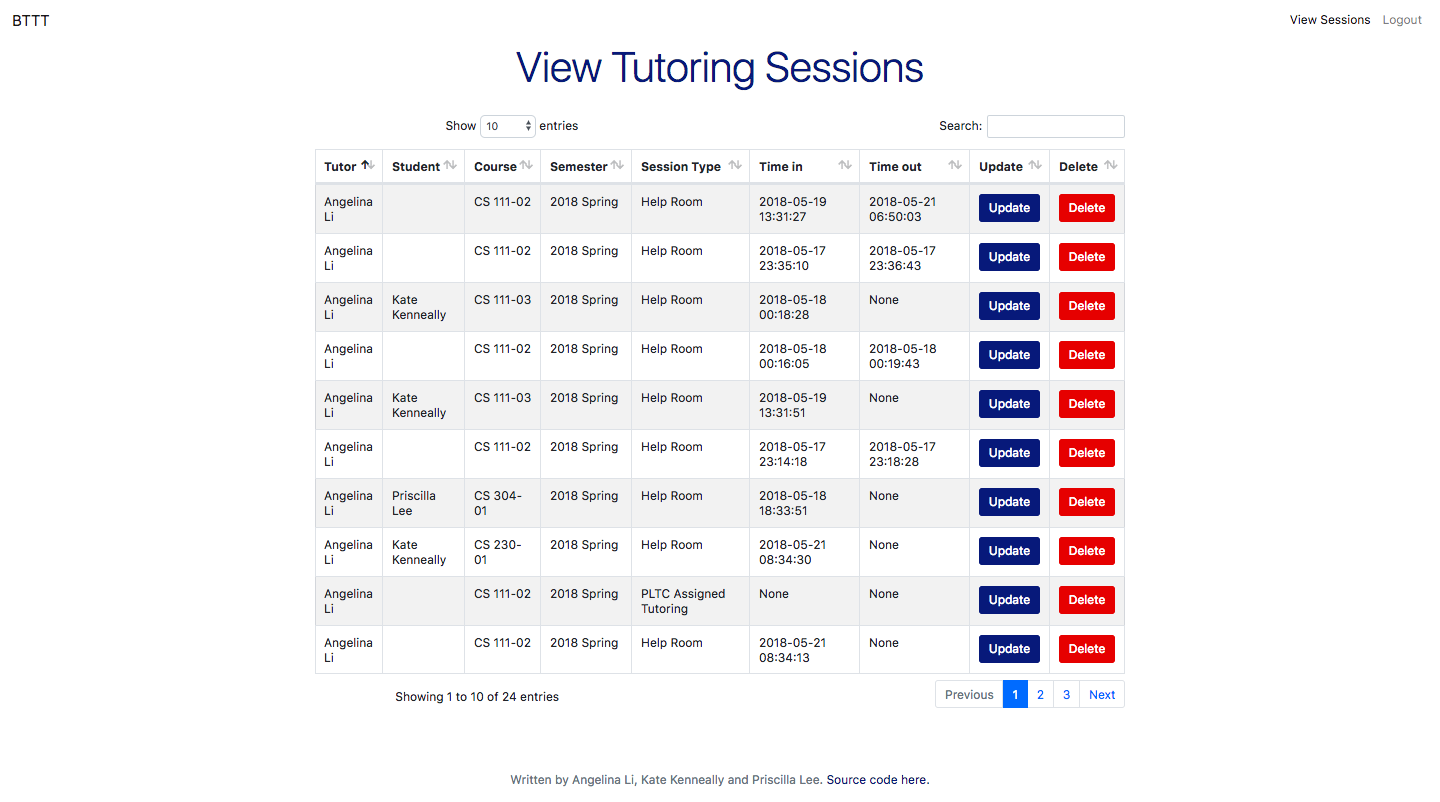 BTTT View Sessions Logout
View Tutoring Sessions
Show 10 entries Search:
Tutor Student Course Semester Session Type Time in Time out Update Delete
Angelina CS 111-02 2018 Spring Help Room 2018-05-19 2018-05-21 Update Delete
Li 13:31:27 06:50:03
Angelina CS 111-02 2018 Spring Help Room 2018-05-17 2018-05-17 Update Delete
Li 23:35:10 23:36:43
Angelina Kate CS 111-03 2018 Spring Help Room 2018-05-18 None Update Delete
Li Kenneally 00:18:28
Angelina CS 111-02 2018 Spring Help Room 2018-05-18 2018-05-18 Update Delete
Li 00:16:05 00:19:43
Angelina Kate CS 111-03 2018 Spring Help Room 2018-05-19 None Update Delete
Li Kenneally 13:31:51
Angelina CS 111-02 2018 Spring Help Room 2018-05-17 2018-05-17 Update Delete
Li 23:14:18 23:18:28
Angelina Priscilla CS 304- 2018 Spring Help Room 2018-05-18 None Update Delete
Li Lee 01 18:33:51
Angelina Kate CS 230- 2018 Spring Help Room 2018-05-21 None Update Delete
Li Kenneally 01 08:34:30
Angelina CS 111-02 2018 Spring PLTC Assigned None None Update Delete
Li Tutoring
Angelina CS 111-02 2018 Spring Help Room 2018-05-21 None Update Delete
Li 08:34:13
Showing 1 to 10 of 24 entries Previous 1 2 3 Next
Written by Angelina Li, Kate Kenneally and Priscilla Lee. Source code here.